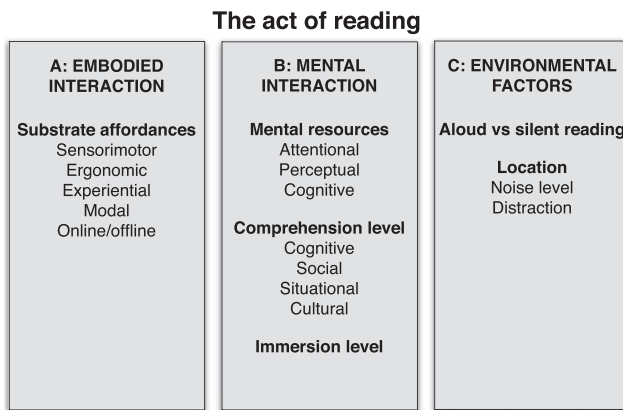 The act of reading
A: EMBODIED
INTERACTION
Substrate affordances
Sensorimotor
Ergonomic
Experiential
Modal
Online/offline
B: MENTAL
INTERACTION
Mental resources
Attentional
Perceptual
Cognitive
Comprehension level
Cognitive
Social
Situational
Cultural
Immersion level
C: ENVIRONMENTAL
FACTORS
Aloud vs silent reading
Location
Noise level
Distraction